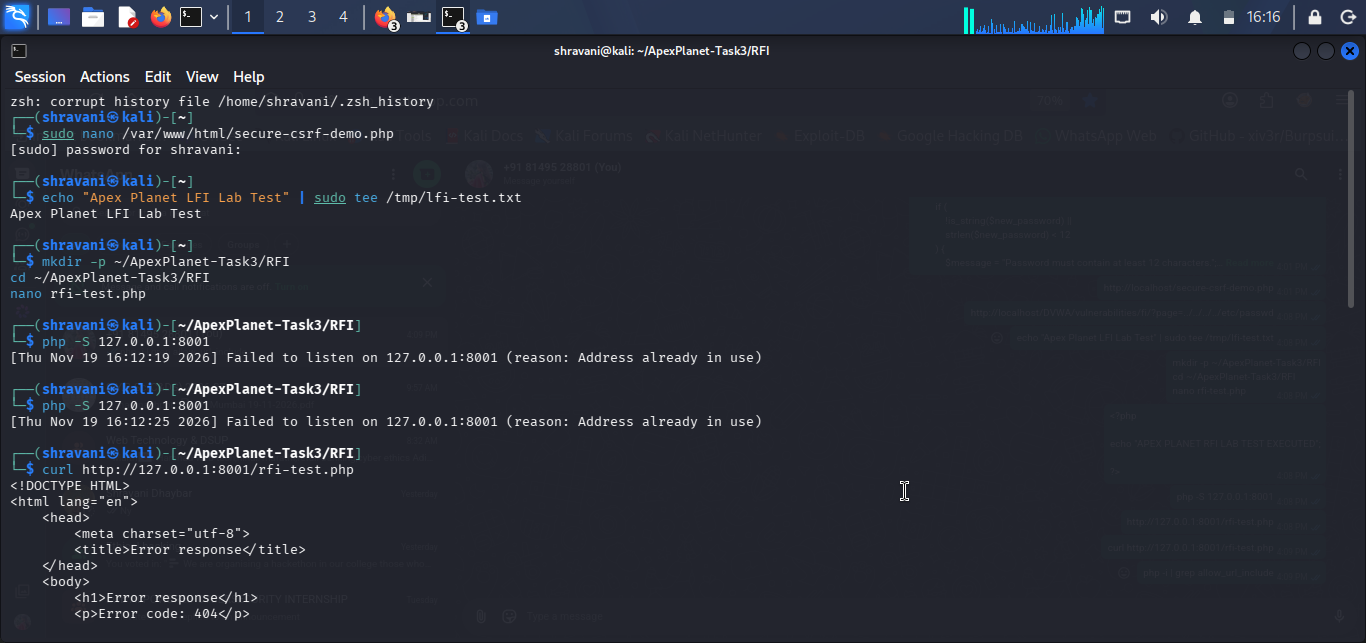 1 2 3 4 3 3 16:16
shravani@kali: ~/ApexPlanet-Task3/RFI
Session Actions Edit View Help
zsh: corrupt history file /home/shravani/.zsh_history
┌──(shravani㉿kali)-[~]
└─$ sudo nano /var/www/html/secure-csrf-demo.php
[sudo] password for shravani:
┌──(shravani㉿kali)-[~]
└─$ echo "Apex Planet LFI Lab Test" | sudo tee /tmp/lfi-test.txt
Apex Planet LFI Lab Test
┌──(shravani㉿kali)-[~]
└─$ mkdir -p ~/ApexPlanet-Task3/RFI
cd ~/ApexPlanet-Task3/RFI
nano rfi-test.php
┌──(shravani㉿kali)-[~/ApexPlanet-Task3/RFI]
└─$ php -S 127.0.0.1:8001
[Thu Nov 19 16:12:19 2026] Failed to listen on 127.0.0.1:8001 (reason: Address already in use)
┌──(shravani㉿kali)-[~/ApexPlanet-Task3/RFI]
└─$ php -S 127.0.0.1:8001
[Thu Nov 19 16:12:25 2026] Failed to listen on 127.0.0.1:8001 (reason: Address already in use)
┌──(shravani㉿kali)-[~/ApexPlanet-Task3/RFI]
└─$ curl http://127.0.0.1:8001/rfi-test.php
<!DOCTYPE HTML>
<html lang="en">
    <head>
        <meta charset="utf-8">
        <title>Error response</title>
    </head>
    <body>
        <h1>Error response</h1>
        <p>Error code: 404</p>